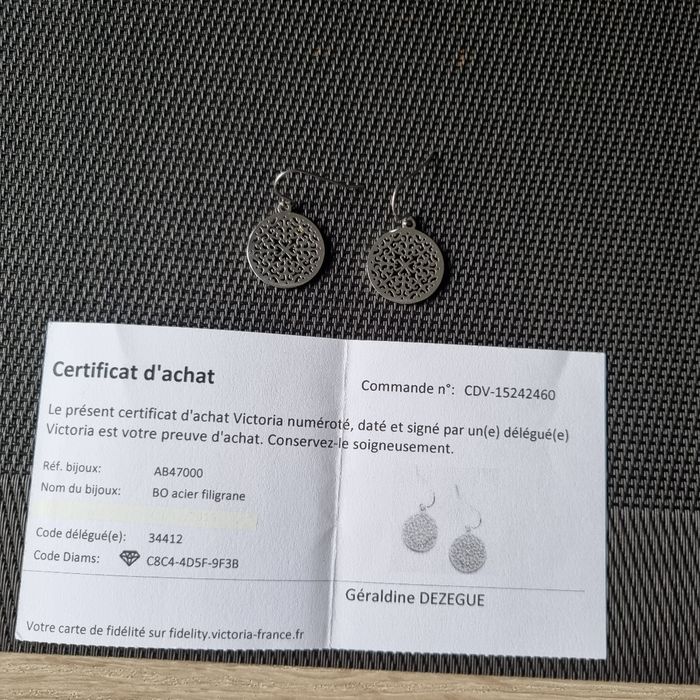 Certificat d'achat
Commande n°: CDV-15242460
Le présent certificat d'achat Victoria numéroté, daté et signé par un(e) délégué(e)
Victoria est votre preuve d'achat. Conservez-le soigneusement.
Réf. bijoux: AB47000
Nom du bijoux: BO acier filigrane
Code délégué(e): 34412
Code Diams: C8C4-4D5F-9F3B
Géraldine DEZEGUE
Votre carte de fidélité sur fidelity.victoria-france.fr